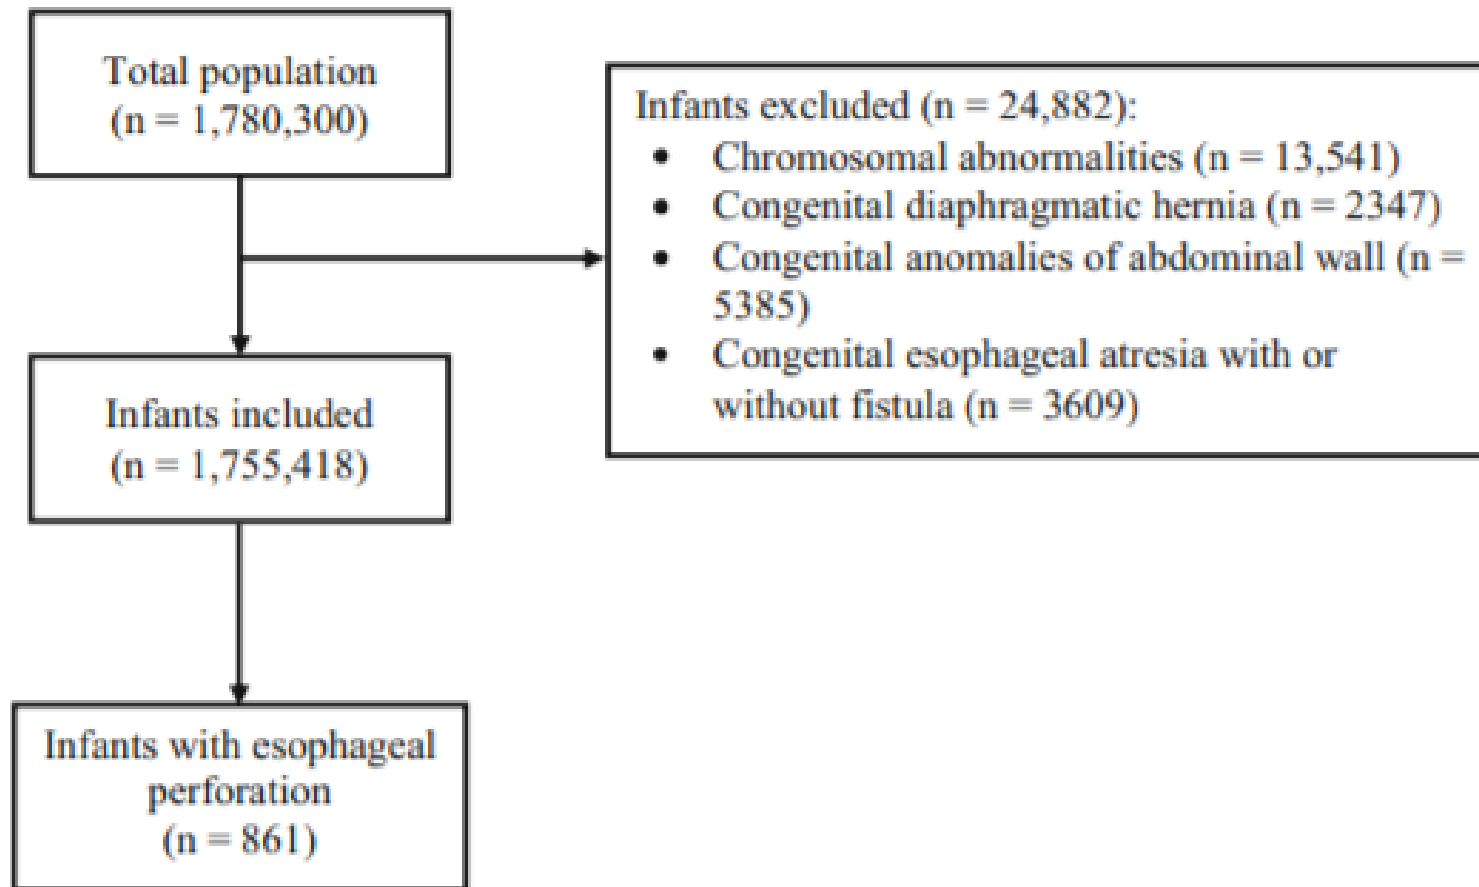 Total population
(n = 1,780,300)
Infants excluded (n = 24,882):
• Chromosomal abnormalities (n = 13,541)
• Congenital diaphragmatic hernia (n = 2347)
• Congenital anomalies of abdominal wall (n =
5385)
• Congenital esophageal atresia with or
without fistula (n = 3609)
Infants included
(n = 1,755,418)
Infants with esophageal
perforation
(n = 861)